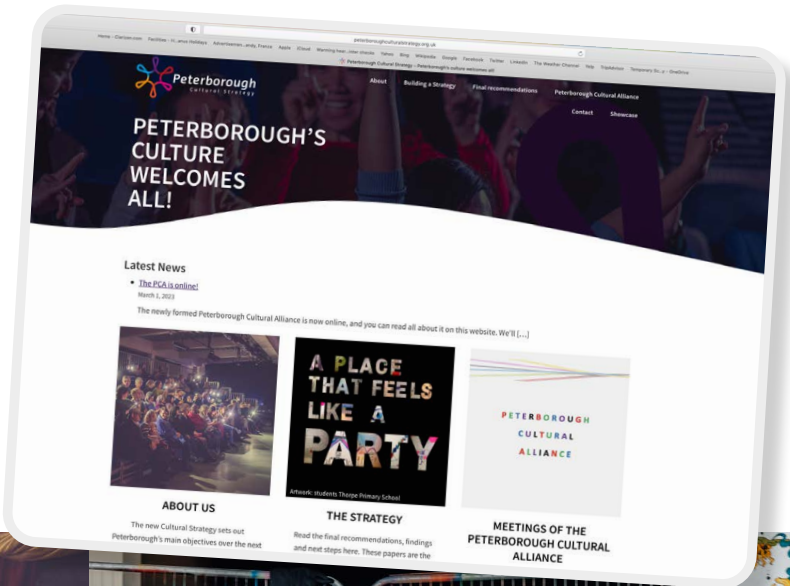 peterboroughculturalstrategy.org.uk
Peterborough Cultural Strategy – Peterborough's culture welcomes all!
Peterborough
Cultural Strategy
About
Building a Strategy
Final recommendations
Peterborough Cultural Alliance
Contact
Showcase
PETERBOROUGH'S
CULTURE
WELCOMES
ALL!
Latest News
The PCA is online!
March 1, 2023
The newly formed Peterborough Cultural Alliance is now online, and you can read all about it on this website. We'll [...]
A PLACE
THAT FEELS
LIKE A
PARTY
Artwork: students Thorpe Primary School
PETERBOROUGH
CULTURAL
ALLIANCE
ABOUT US
The new Cultural Strategy sets out
Peterborough's main objectives over the next
THE STRATEGY
Read the final recommendations, findings
and next steps here. These papers are the
MEETINGS OF THE
PETERBOROUGH CULTURAL
ALLIANCE